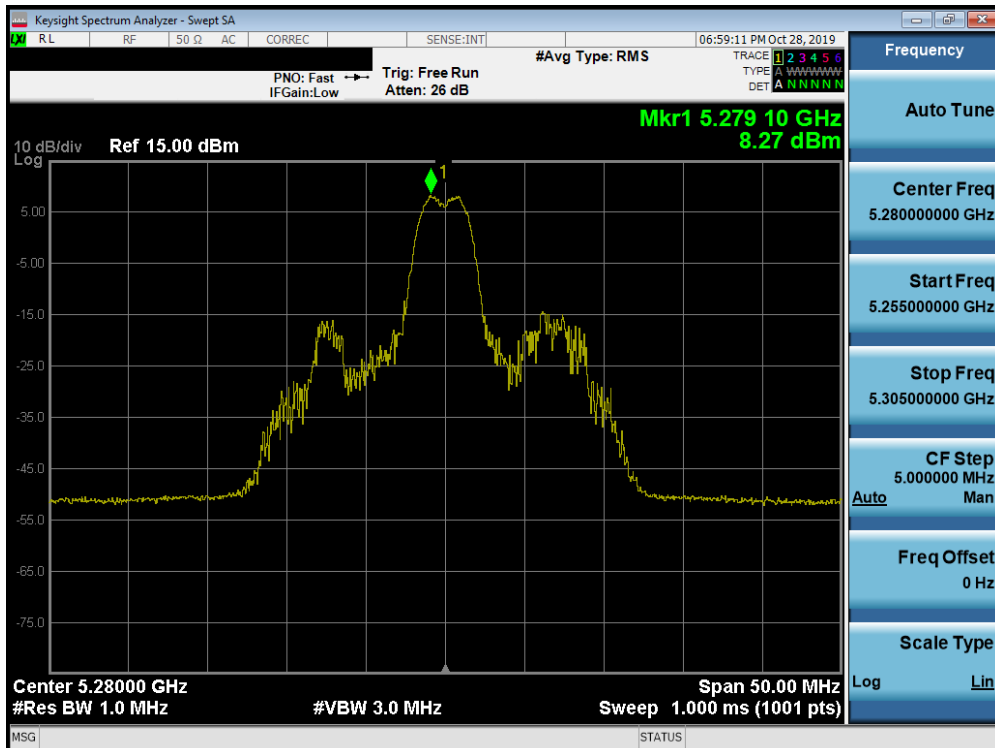 Keysight Spectrum Analyzer - Swept SA
LXI RL RF 50 Ω AC CORREC SENSE:INT 06:59:11 PM Oct 28, 2019
#Avg Type: RMS TRACE 1 2 3 4 5 6
PNO: Fast Trig: Free Run TYPE A WWWWW
IFGain:Low Atten: 26 dB DET A N N N N N
Mkr1 5.279 10 GHz
8.27 dBm
10 dB/div Ref 15.00 dBm
Log
1
5.00
-5.00
-15.0
-25.0
-35.0
-45.0
-55.0
-65.0
-75.0
Center 5.28000 GHz Span 50.00 MHz
#Res BW 1.0 MHz #VBW 3.0 MHz Sweep 1.000 ms (1001 pts)
MSG STATUS
Frequency
Auto Tune
Center Freq
5.280000000 GHz
Start Freq
5.255000000 GHz
Stop Freq
5.305000000 GHz
CF Step
5.000000 MHz
Auto Man
Freq Offset
0 Hz
Scale Type
Log Lin